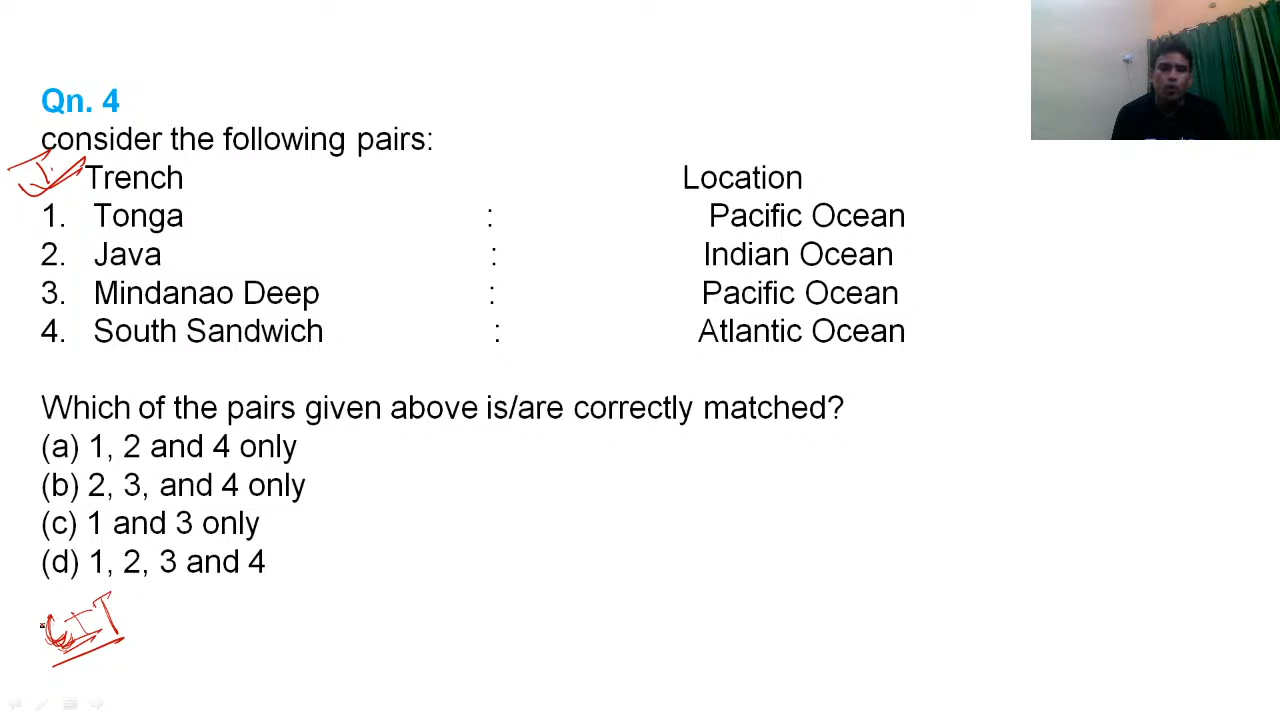 Qn. 4
consider the following pairs:
Trench Location
1. Tonga : Pacific Ocean
2. Java : Indian Ocean
3. Mindanao Deep : Pacific Ocean
4. South Sandwich : Atlantic Ocean
Which of the pairs given above is/are correctly matched?
(a) 1, 2 and 4 only
(b) 2, 3, and 4 only
(c) 1 and 3 only
(d) 1, 2, 3 and 4